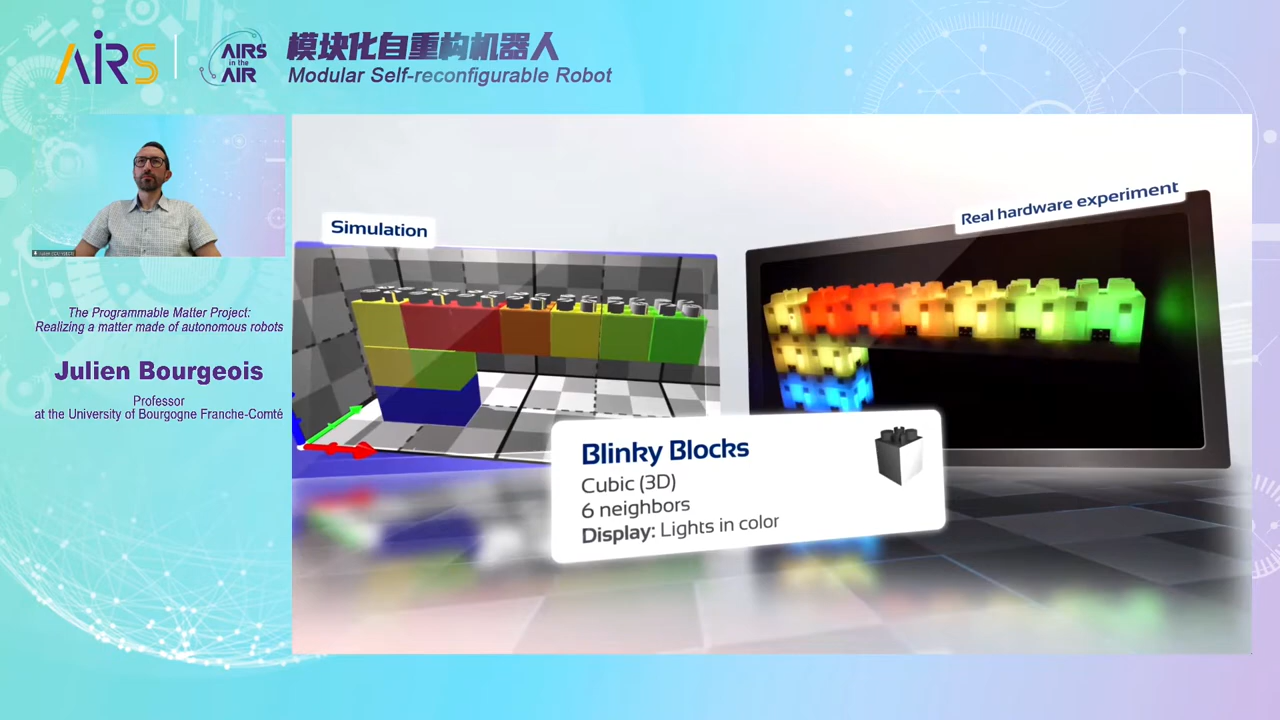 AIRS
AIRS
in the
AIR
模块化自重构机器人
Modular Self-reconfigurable Robot
The Programmable Matter Project:
Realizing a matter made of autonomous robots
Julien Bourgeois
Professor
at the University of Bourgogne Franche-Comté
Simulation
Real hardware experiment
Blinky Blocks
Cubic (3D)
6 neighbors
Display: Lights in color